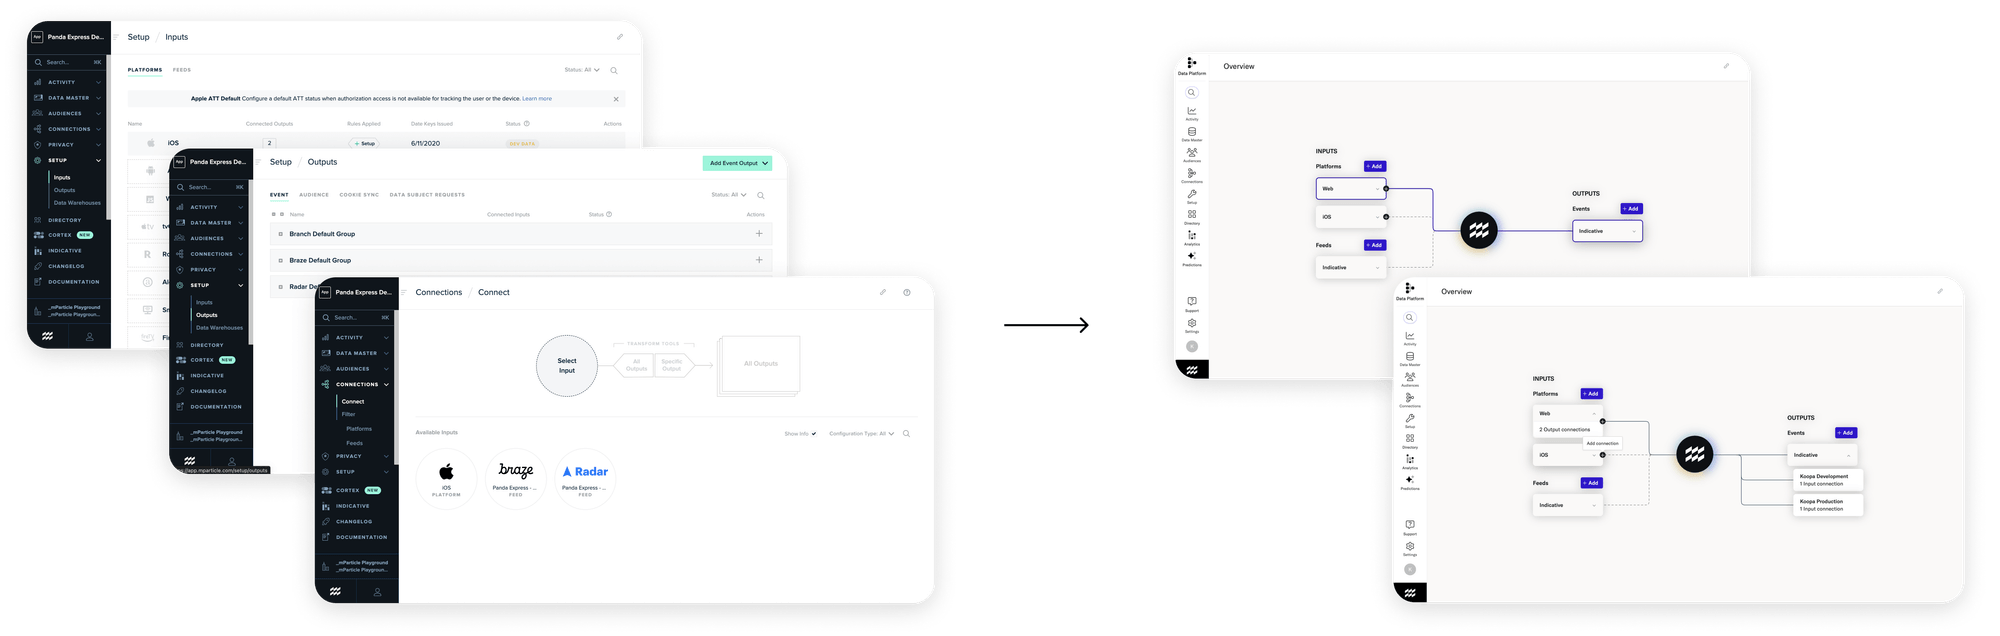 App Panda Express De...
Search... ⌘K
ACTIVITY
DATA MASTER
AUDIENCES
CONNECTIONS
PRIVACY
SETUP
Inputs
Outputs
Data Warehouses
DIRECTORY
CORTEX NEW
INDICATIVE
CHANGELOG
DOCUMENTATION
_mParticle Playground
_mParticle Playgroun...
Setup / Inputs
PLATFORMS FEEDS
Status: All
Apple ATT Default Configure a default ATT status when authorization access is not available for tracking the user or the device. Learn more
Name Connected Outputs Rules Applied Date Keys Issued: Status Actions
iOS 2 + Setup 6/11/2020 DEV DATA
tv
R Ro
Al
Sn
Fi
App Panda Express De...
Search... ⌘K
ACTIVITY
DATA MASTER
AUDIENCES
CONNECTIONS
PRIVACY
SETUP
Inputs
Outputs
Data Warehouses
DIRECTORY
CORTEX NEW
INDICATIVE
CHANGELOG
DOCUMENTATION
_mParticle Playground
_mParticle Playgroun...
://app.mparticle.com/setup/outputs
Setup / Outputs
Add Event Output
EVENT AUDIENCE COOKIE SYNC DATA SUBJECT REQUESTS
Status: All
Name Connected Inputs Status Actions
Branch Default Group
Braze Default Group
Radar De
App Panda Express De...
Search... ⌘K
ACTIVITY
DATA MASTER
AUDIENCES
CONNECTIONS
Connect
Filter
Platforms
Feeds
PRIVACY
SETUP
CORTEX NEW
INDICATIVE
CHANGELOG
DOCUMENTATION
_mParticle Playground
_mParticle Playgroun...
Connections / Connect
Select
Input
TRANSFORM TOOLS
All
Outputs
Specific
Output
All Outputs
Available Inputs
Show Info: Configuration Type: All
iOS
PLATFORM
braze
Panda Express - ...
FEED
Radar
Panda Express - ...
FEED
Data Platform
Activity
Data Master
Audiences
Connections
Setup
Directory
Analytics
Predictions
Support
Settings
Overview
INPUTS
Platforms + Add
Web
iOS
Feeds + Add
Indicative
OUTPUTS
Events + Add
Indicative
Data Platform
Activity
Data Master
Audiences
Connections
Setup
Directory
Analytics
Predictions
Support
Settings
Overview
INPUTS
Platforms + Add
Web
2 Output connections
Add connection
iOS
Feeds + Add
Indicative
OUTPUTS
Events + Add
Indicative
Koopa Development
1 Input connection
Koopa Production
1 Input connection